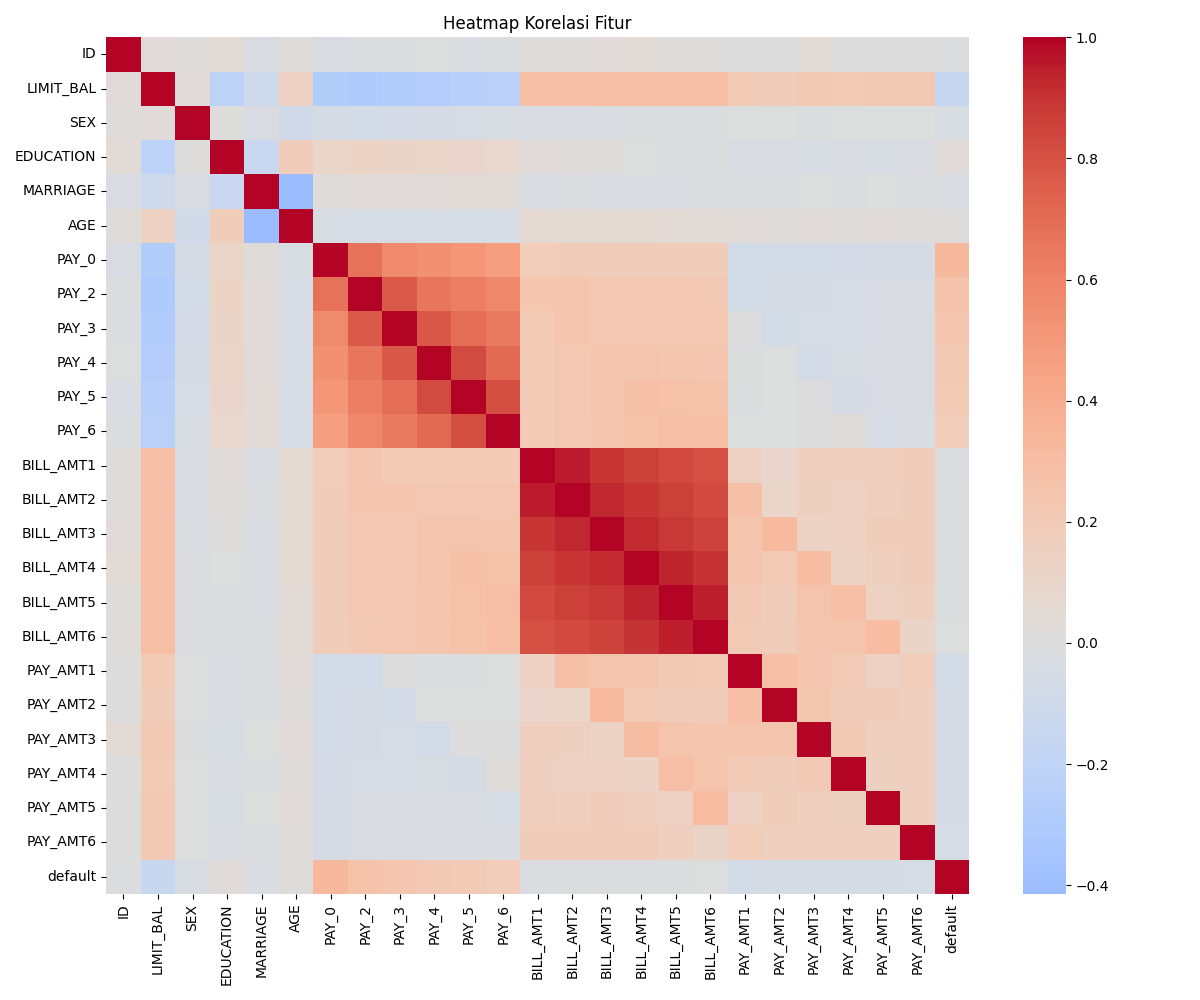 Heatmap Korelasi Fitur
ID
LIMIT_BAL
SEX
EDUCATION
MARRIAGE
AGE
PAY_0
PAY_2
PAY_3
PAY_4
PAY_5
PAY_6
BILL_AMT1
BILL_AMT2
BILL_AMT3
BILL_AMT4
BILL_AMT5
BILL_AMT6
PAY_AMT1
PAY_AMT2
PAY_AMT3
PAY_AMT4
PAY_AMT5
PAY_AMT6
default
ID
LIMIT_BAL
SEX
EDUCATION
MARRIAGE
AGE
PAY_0
PAY_2
PAY_3
PAY_4
PAY_5
PAY_6
BILL_AMT1
BILL_AMT2
BILL_AMT3
BILL_AMT4
BILL_AMT5
BILL_AMT6
PAY_AMT1
PAY_AMT2
PAY_AMT3
PAY_AMT4
PAY_AMT5
PAY_AMT6
default
1.0
0.8
0.6
0.4
0.2
0.0
−0.2
−0.4